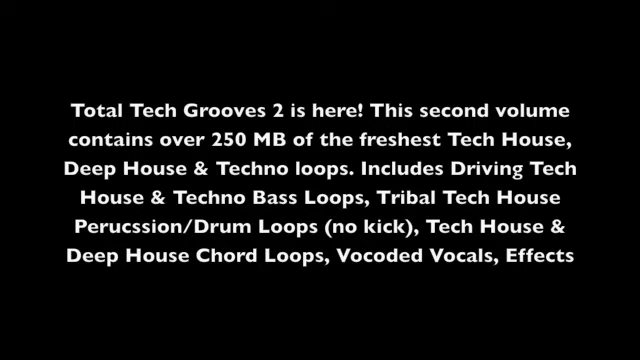 Total Tech Grooves 2 is here! This second volume
contains over 250 MB of the freshest Tech House,
Deep House & Techno loops. Includes Driving Tech
House & Techno Bass Loops, Tribal Tech House
Perucssion/Drum Loops (no kick), Tech House &
Deep House Chord Loops, Vocoded Vocals, Effects